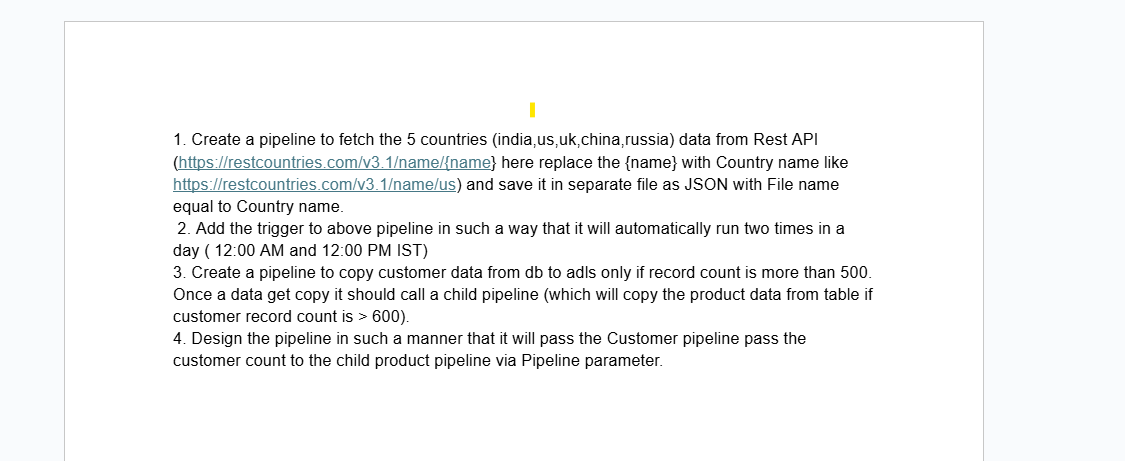 1. Create a pipeline to fetch the 5 countries (india,us,uk,china,russia) data from Rest API
(https://restcountries.com/v3.1/name/{name} here replace the {name} with Country name like
https://restcountries.com/v3.1/name/us) and save it in separate file as JSON with File name
equal to Country name.
2. Add the trigger to above pipeline in such a way that it will automatically run two times in a
day ( 12:00 AM and 12:00 PM IST)
3. Create a pipeline to copy customer data from db to adls only if record count is more than 500.
Once a data get copy it should call a child pipeline (which will copy the product data from table if
customer record count is > 600).
4. Design the pipeline in such a manner that it will pass the Customer pipeline pass the
customer count to the child product pipeline via Pipeline parameter.